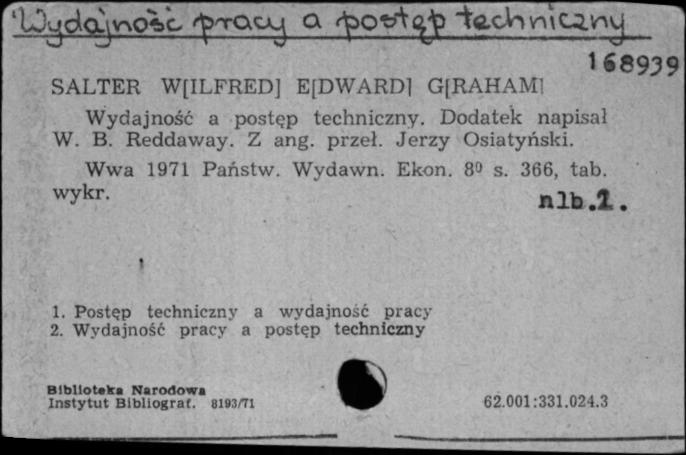 Wydajność pracy a postęp techniczny
168939
SALTER W[ILFRED] E[DWARD] G[RAHAM]
Wydajność a postęp techniczny. Dodatek napisał
W. B. Reddaway. Z ang. przeł. Jerzy Osiatyński.
Wwa 1971 Państw. Wydawn. Ekon. 8⁰ s. 366, tab.
wykr.
nlb.2.
1. Postęp techniczny a wydajność pracy
2. Wydajność pracy a postęp techniczny
Biblioteka Narodowa
Instytut Bibliograf. 8193/71
62.001:331.024.3